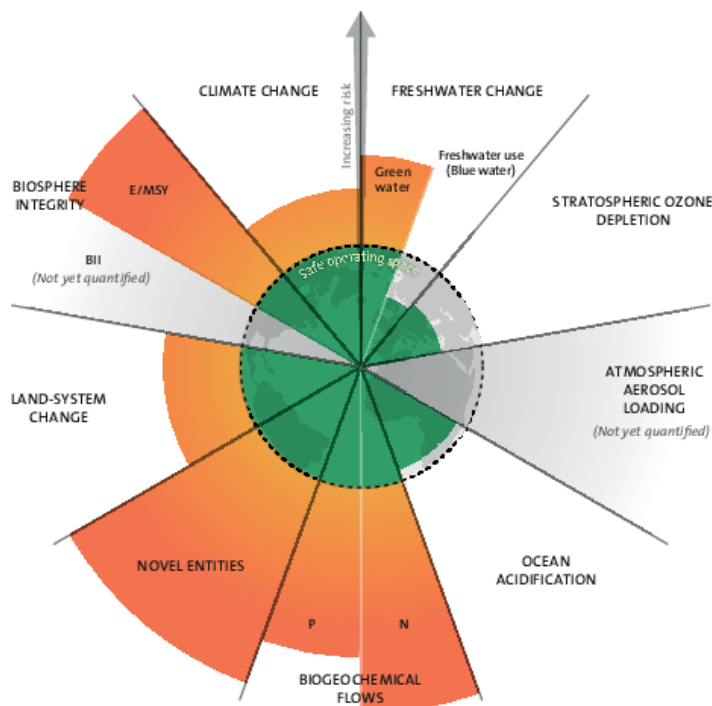 CLIMATE CHANGE
FRESHWATER CHANGE
Increasing risk
Green
water
Freshwater use
(Blue water)
BIOSPHERE
INTEGRITY
E/MSY
STRATOSPHERIC OZONE
DEPLETION
BII
(Not yet quantified)
Safe operating space
LAND-SYSTEM
CHANGE
ATMOSPHERIC
AEROSOL
LOADING
(Not yet quantified)
NOVEL ENTITIES
OCEAN
ACIDIFICATION
P
N
BIOGEOCHEMICAL
FLOWS